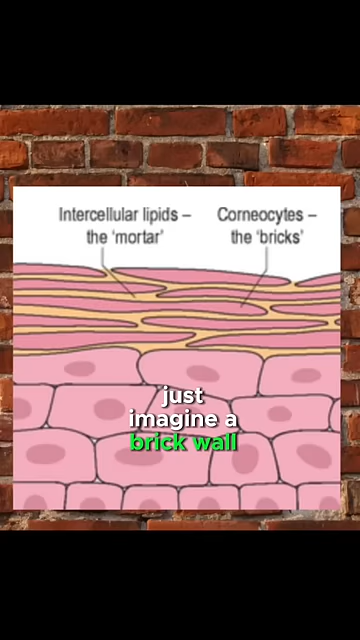 Intercellular lipids –
the 'mortar'
Corneocytes –
the 'bricks'
just
imagine a
brick wall